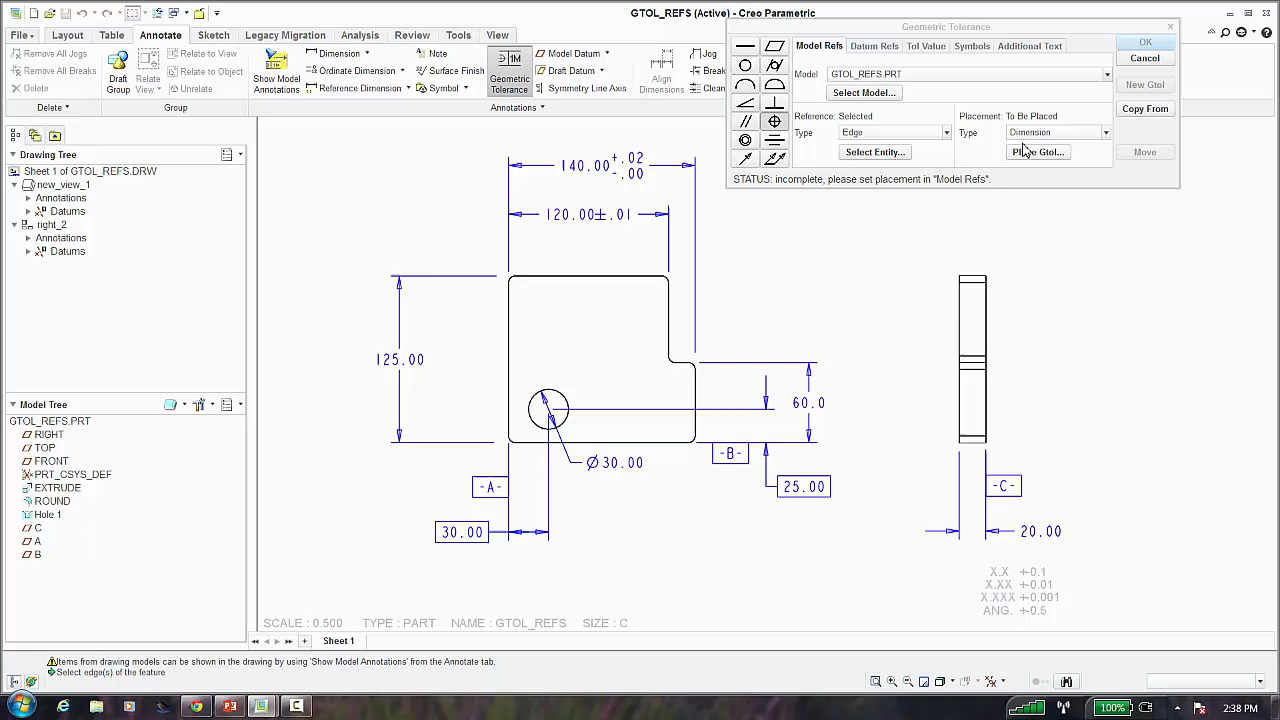 GTOL_REFS (Active) - Creo Parametric
File
Layout
Table
Annotate
Sketch
Legacy Migration
Analysis
Review
Tools
View
Remove All Jogs
Remove All Breaks
Delete
Draft Group
Relate View
Relate to View
Relate to Object
Unrelate
Show Model Annotations
Dimension
Ordinate Dimension
Reference Dimension
Note
Surface Finish
Symbol
Geometric Tolerance
Model Datum
Draft Datum
Symmetry Line Axis
Align Dimensions
Jog
Break
Clean
Delete
Group
Annotations
Geometric Tolerance
Model Refs
Datum Refs
Tol Value
Symbols
Additional Text
OK
Cancel
New Gtol
Copy From
Move
Model
GTOL_REFS.PRT
Select Model...
Reference: Selected
Type
Edge
Select Entity...
Placement: To Be Placed
Type
Dimension
Place Gtol...
STATUS: incomplete, please set placement in "Model Refs".
Drawing Tree
Sheet 1 of GTOL_REFS.DRW
new_view_1
Annotations
Datums
right_2
Annotations
Datums
Model Tree
GTOL_REFS.PRT
RIGHT
TOP
FRONT
PRT_CSYS_DEF
EXTRUDE
ROUND
Hole 1
C
A
B
140.00+.02
-.00
120.00±.01
125.00
60.0
Ø30.00
-B-
-A-
25.00
30.00
-C-
20.00
X.X +-0.1
X.XX +-0.01
X.XXX +-0.001
ANG. +-0.5
SCALE : 0.500 TYPE : PART NAME : GTOL_REFS SIZE : C
Sheet 1
Items from drawing models can be shown in the drawing by using 'Show Model Annotations' from the Annotate tab.
Select edge(s) of the feature
100%
2:38 PM